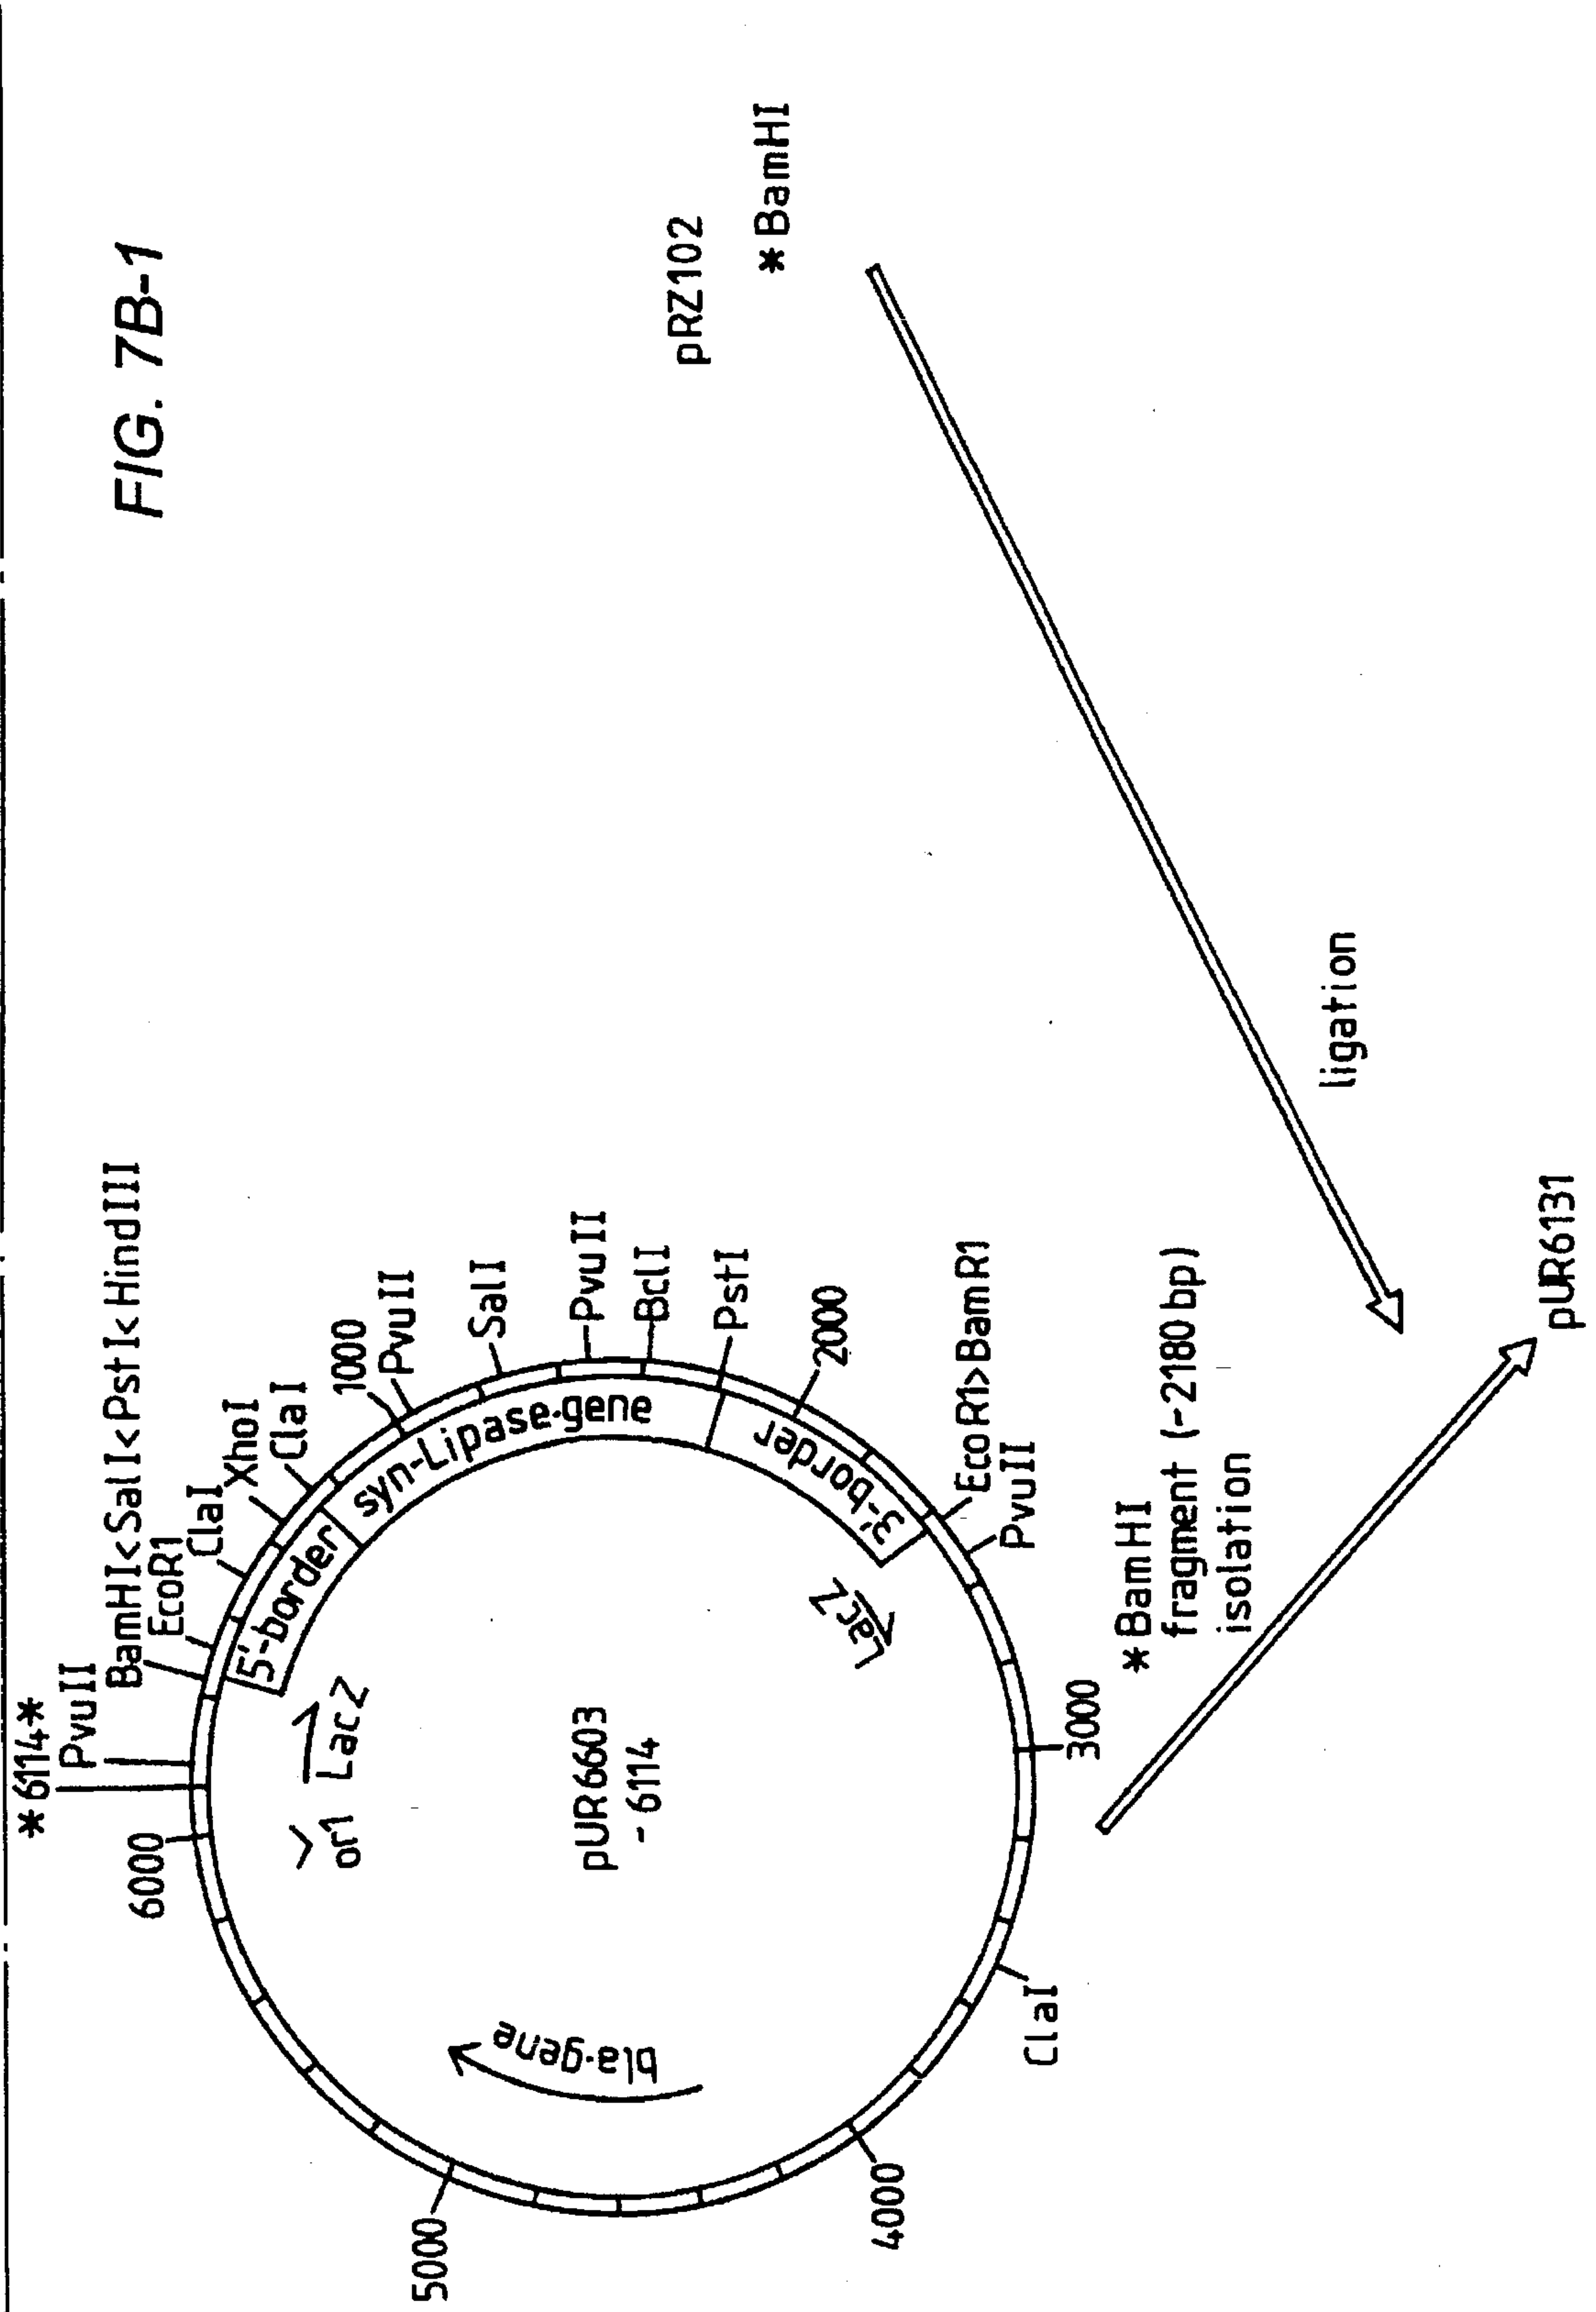 FIG. 7B-1
*6114*
PvuII
BamHI<SalI<PstI<HindIII
EcoR1
ClaI
XhoI
ClaI
1000
PvuII
SalI
PvuII
BclI
PstI
2000
EcoR1>BamR1
PvuII
3000
ClaI
4000
5000
6000
5'-border
syn-Lipase·gene
3'-border
ori
LacZ
LacZ
bla·gene
pUR6603
-6114
pRZ102
*BamHI
*BamHI
fragment (~2180 bp)
isolation
ligation
pUR6131